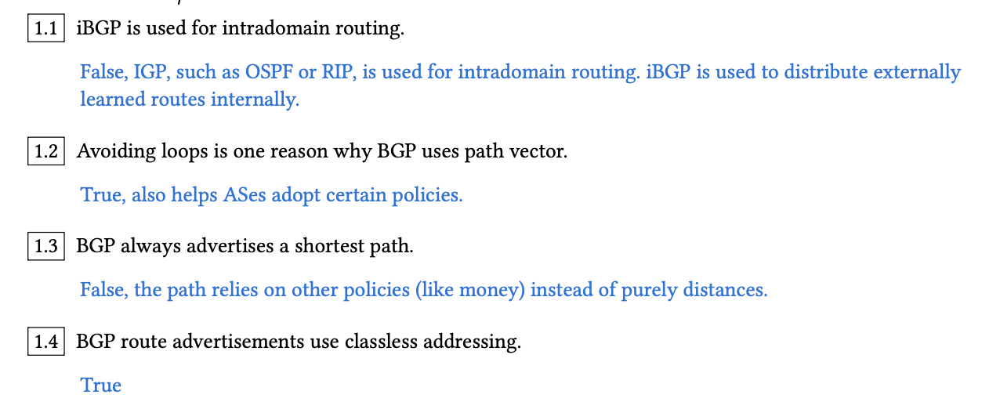 1.1 iBGP is used for intradomain routing.
False, IGP, such as OSPF or RIP, is used for intradomain routing. iBGP is used to distribute externally
learned routes internally.
1.2 Avoiding loops is one reason why BGP uses path vector.
True, also helps ASes adopt certain policies.
1.3 BGP always advertises a shortest path.
False, the path relies on other policies (like money) instead of purely distances.
1.4 BGP route advertisements use classless addressing.
True